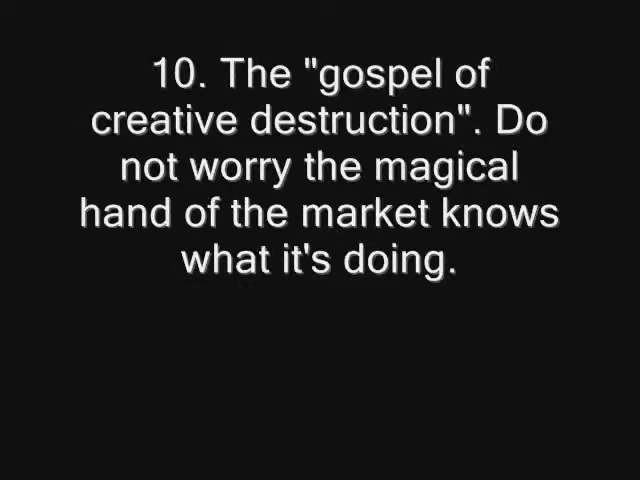 10. The "gospel of
creative destruction". Do
not worry the magical
hand of the market knows
what it's doing.